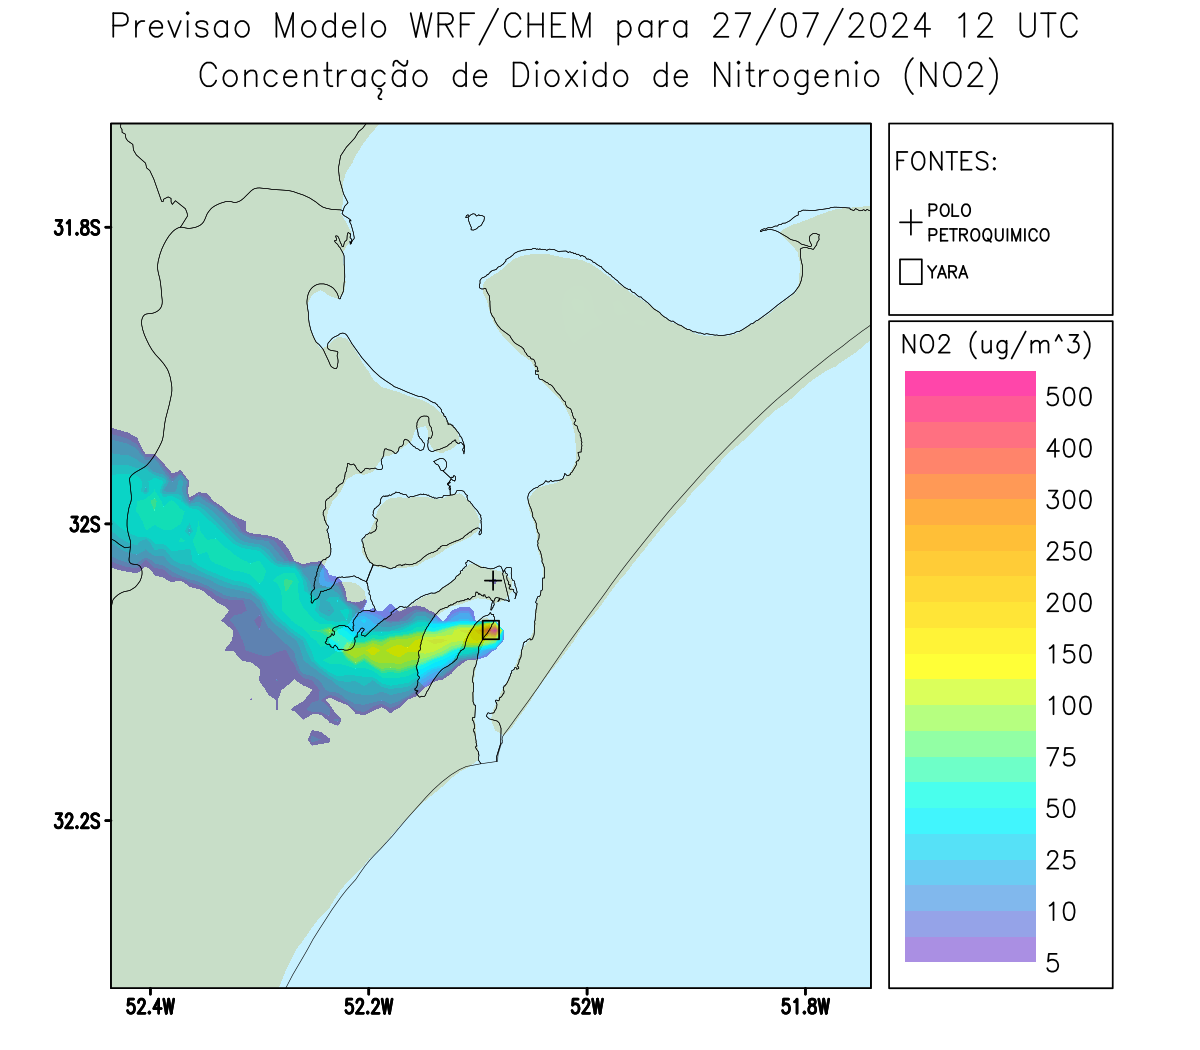 Previsao Modelo WRF/CHEM para 27/07/2024 12 UTC
Concentração de Dioxido de Nitrogenio (NO2)
FONTES:
POLO
PETROQUIMICO
YARA
NO2 (ug/m^3)
500
400
300
250
200
150
100
75
50
25
10
5
31.8S
32S
32.2S
52.4W
52.2W
52W
51.8W